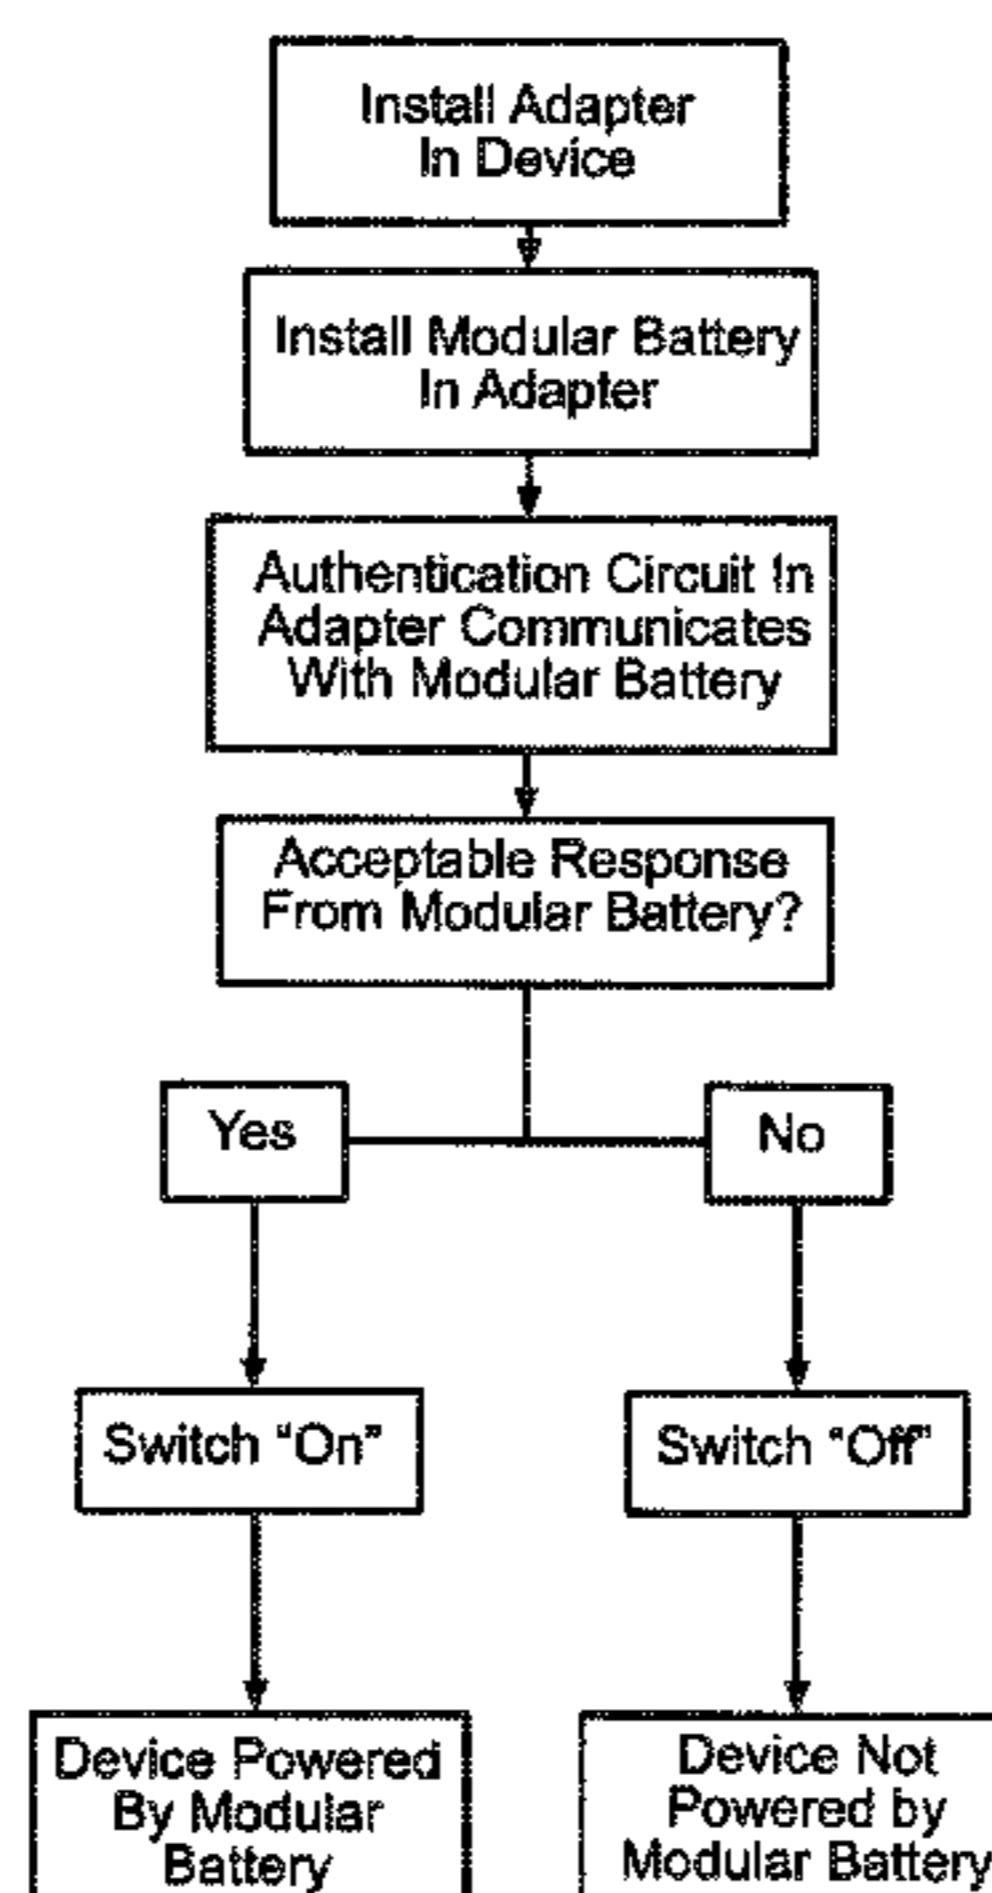 Install Adapter
In Device
Install Modular Battery
In Adapter
Authentication Circuit In
Adapter Communicates
With Modular Battery
Acceptable Response
From Modular Battery?
Yes
No
Switch “On”
Switch “Off”
Device Powered
By Modular
Battery
Device Not
Powered by
Modular Battery